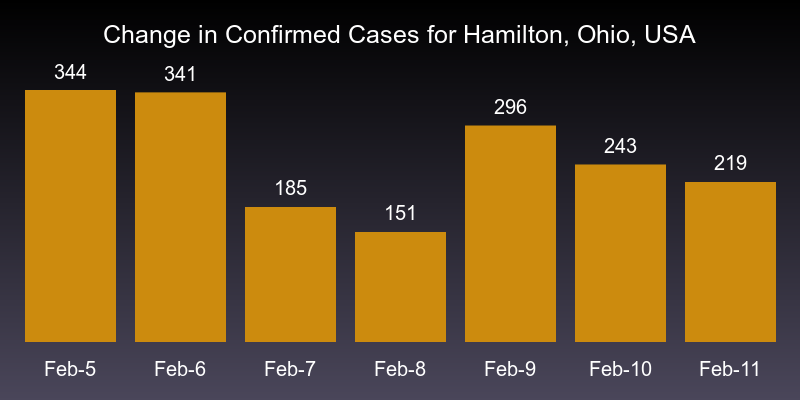 Change in Confirmed Cases for Hamilton, Ohio, USA
344
341
185
151
296
243
219
Feb-5
Feb-6
Feb-7
Feb-8
Feb-9
Feb-10
Feb-11